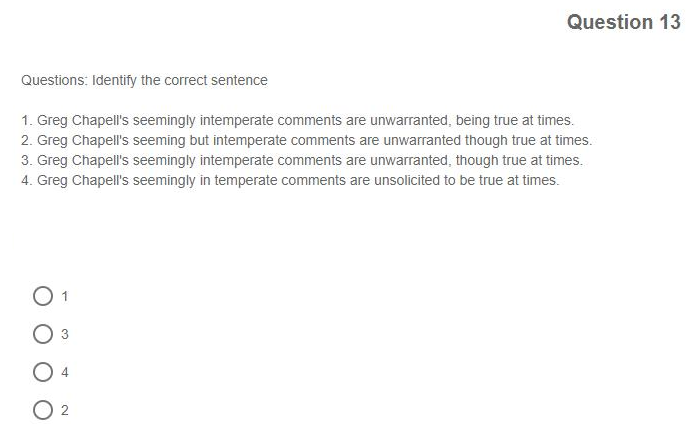 Question 13
Questions: Identify the correct sentence
1. Greg Chapell's seemingly intemperate comments are unwarranted, being true at times.
2. Greg Chapell's seeming but intemperate comments are unwarranted though true at times.
3. Greg Chapell's seemingly intemperate comments are unwarranted, though true at times.
4. Greg Chapell's seemingly in temperate comments are unsolicited to be true at times.
1
3
4
2